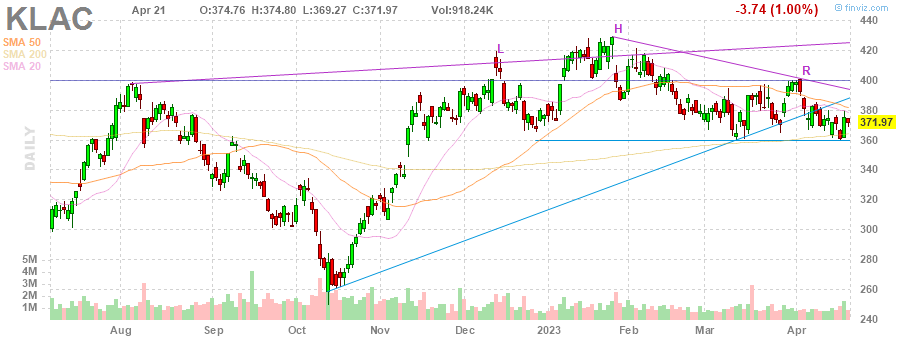 KLAC Apr 21 O:374.76 H:374.80 L:369.27 C:371.97 Vol:918.24K -3.74 (1.00%) © finviz.com
SMA 50
SMA 200
SMA 20
DAILY
L
H
R
440
420
400
380
371.97
360
340
320
300
280
260
240
5M
4M
3M
2M
1M
Aug Sep Oct Nov Dec 2023 Feb Mar Apr